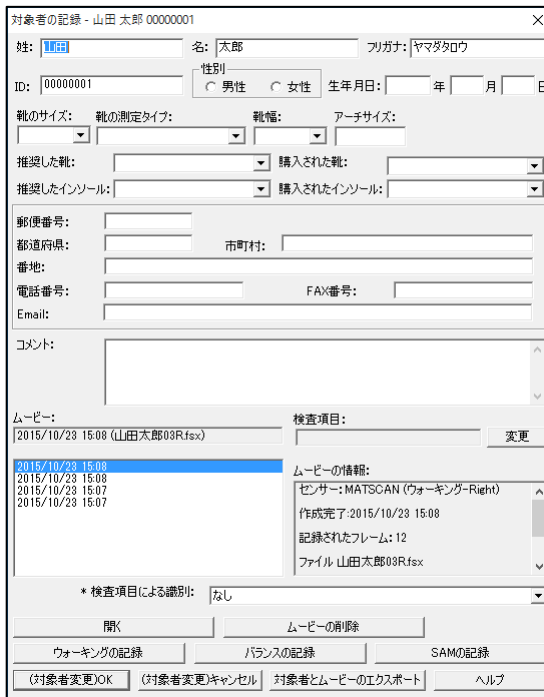 対象者の記録 - 山田 太郎 00000001
姓: 山田 名: 太郎 フリガナ: ヤマダタロウ
ID: 00000001 性別 男性 女性 生年月日: 年 月 日
靴のサイズ: 靴の測定タイプ: 靴幅: アーチサイズ:
推奨した靴: 購入された靴:
推奨したインソール: 購入されたインソール:
郵便番号:
都道府県: 市町村:
番地:
電話番号: FAX番号:
Email:
コメント:
ムービー: 検査項目:
2015/10/23 15:08 (山田太郎03R.fsx) 変更
2015/10/23 15:08
2015/10/23 15:08
2015/10/23 15:07
2015/10/23 15:07
ムービーの情報:
センサー: MATSCAN (ウォーキング-Right)
作成完了:2015/10/23 15:08
記録されたフレーム: 12
ファイル 山田太郎03R.fsx
* 検査項目による識別: なし
開く ムービーの削除
ウォーキングの記録 バランスの記録 SAMの記録
(対象者変更)OK (対象者変更)キャンセル 対象者とムービーのエクスポート ヘルプ